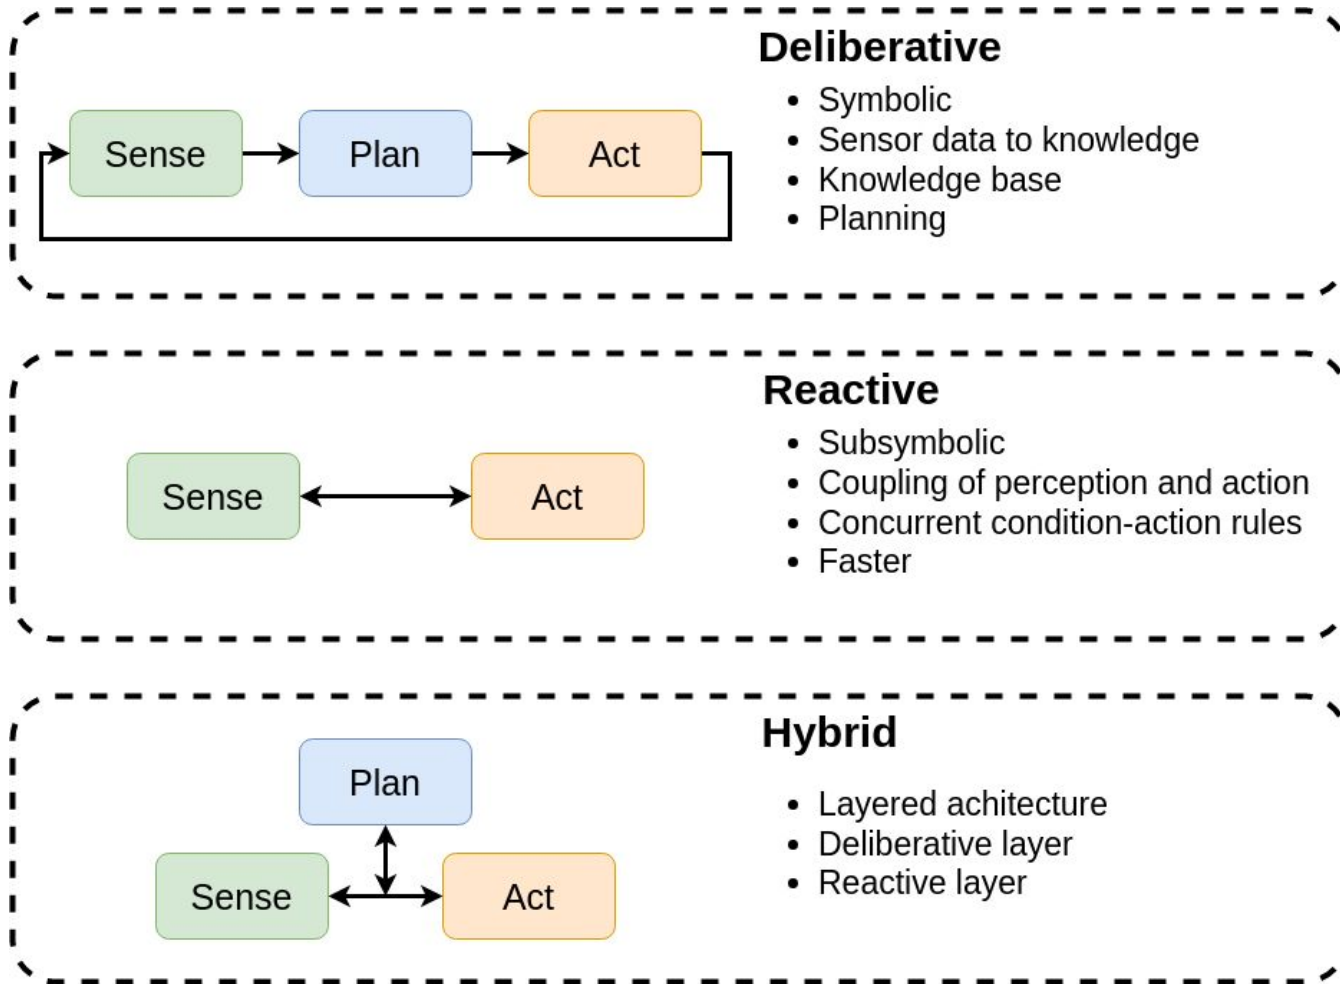 Deliberative
Sense
Plan
Act
• Symbolic
• Sensor data to knowledge
• Knowledge base
• Planning
Reactive
Sense
Act
• Subsymbolic
• Coupling of perception and action
• Concurrent condition-action rules
• Faster
Hybrid
Plan
Sense
Act
• Layered achitecture
• Deliberative layer
• Reactive layer